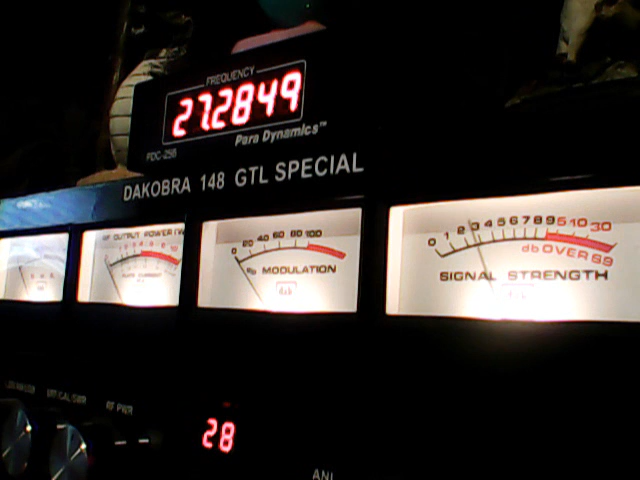 FREQUENCY
27.2849
Para Dynamics™
PDC-256
DAKOBRA 148 GTL SPECIAL
RF OUTPUT POWER
0 20 40 60 80 100
% MODULATION
0 1 2 3 4 5 6 7 8 9 5 10 30
db OVER S9
SIGNAL STRENGTH
RF PWR
28